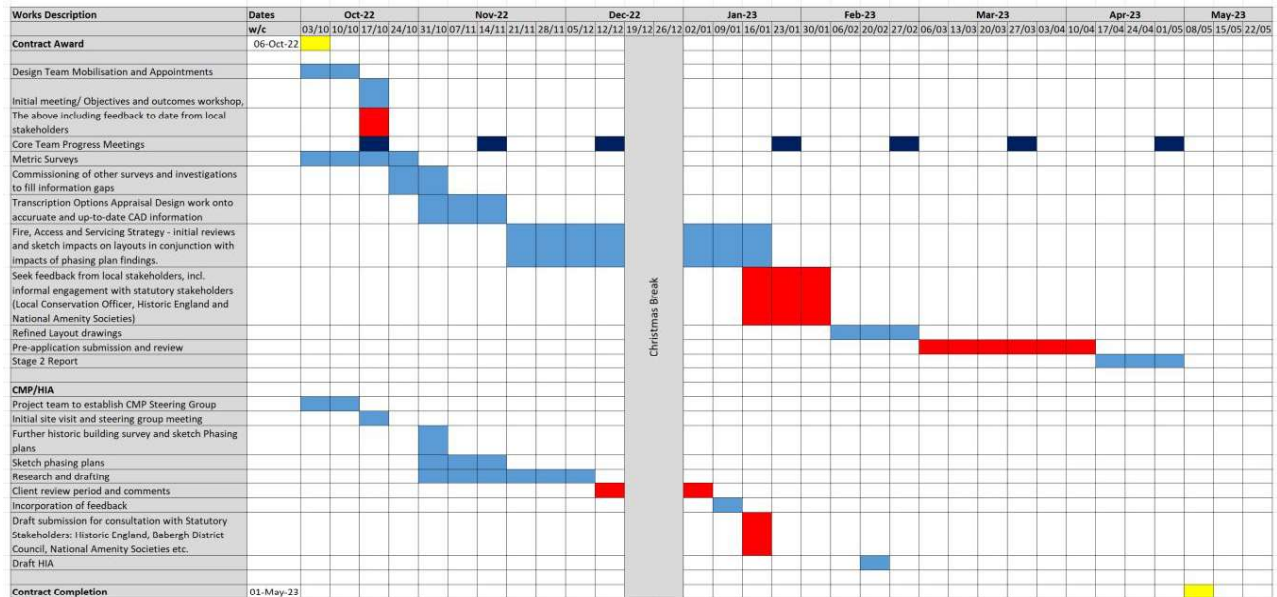 Works Description Dates Oct-22 Nov-22 Dec-22 Jan-23 Feb-23 Mar-23 Apr-23 May-23
w/c 03/10 10/10 17/10 24/10 31/10 07/11 14/11 21/11 28/11 05/12 12/12 19/12 26/12 02/01 09/01 16/01 23/01 30/01 06/02 13/02 20/02 27/02 06/03 13/03 20/03 27/03 03/04 10/04 17/04 24/04 01/05 08/05 15/05 22/05
Contract Award 06-Oct-22
Design Team Mobilisation and Appointments
Initial meeting/ Objectives and outcomes workshop,
The above including feedback to date from local
stakeholders
Core Team Progress Meetings
Metric Surveys
Commissioning of other surveys and investigations
to fill information gaps
Transcription Options Appraisal Design work onto
accuruate and up-to-date CAD information
Fire, Access and Servicing Strategy - initial reviews
and sketch impacts on layouts in conjunction with
impacts of phasing plan findings.
Seek feedback from local stakeholders, incl.
informal engagement with statutory stakeholders
(Local Conservation Officer, Historic England and
National Amenity Societies)
Christmas Break
Refined Layout drawings
Pre-application submission and review
Stage 2 Report
CMP/HIA
Project team to establish CMP Steering Group
Initial site visit and steering group meeting
Further historic building survey and sketch Phasing
plans
Sketch phasing plans
Research and drafting
Client review period and comments
Incorporation of feedback
Draft submission for consultation with Statutory
Stakeholders: Historic England, Babergh District
Council, National Amenity Societies etc.
Draft HIA
Contract Completion 01-May-23